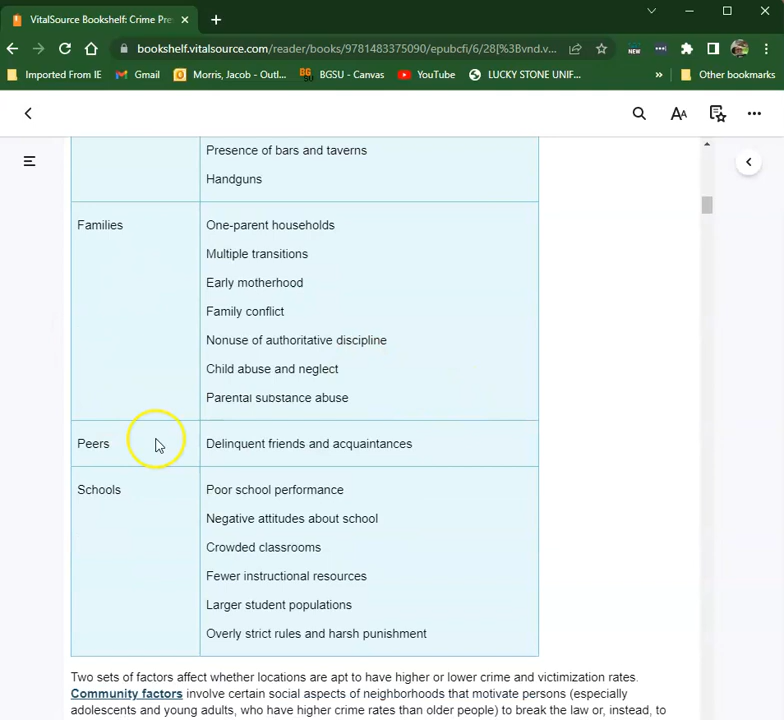 VitalSource Bookshelf: Crime Pre
bookshelf.vitalsource.com/reader/books/9781483375090/epubcfi/6/28[%3Bvnd.v...
NEW
Imported From IE
Gmail
Morris, Jacob - Outl...
BGSU - Canvas
YouTube
LUCKY STONE UNIF...
»
Other bookmarks
AA
Presence of bars and taverns
Handguns
Families
One-parent households
Multiple transitions
Early motherhood
Family conflict
Nonuse of authoritative discipline
Child abuse and neglect
Parental substance abuse
Peers
Delinquent friends and acquaintances
Schools
Poor school performance
Negative attitudes about school
Crowded classrooms
Fewer instructional resources
Larger student populations
Overly strict rules and harsh punishment
Two sets of factors affect whether locations are apt to have higher or lower crime and victimization rates.
Community factors involve certain social aspects of neighborhoods that motivate persons (especially
adolescents and young adults, who have higher crime rates than older people) to break the law or, instead, to